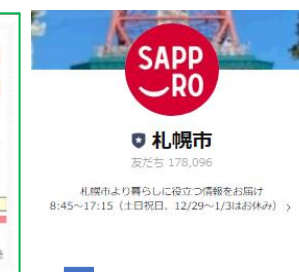 SAPP
RO
札幌市
友だち 178,096
札幌市より暮らしに役立つ情報をお届け
8:45～17:15（土日祝日、12/29～1/3はお休み） >